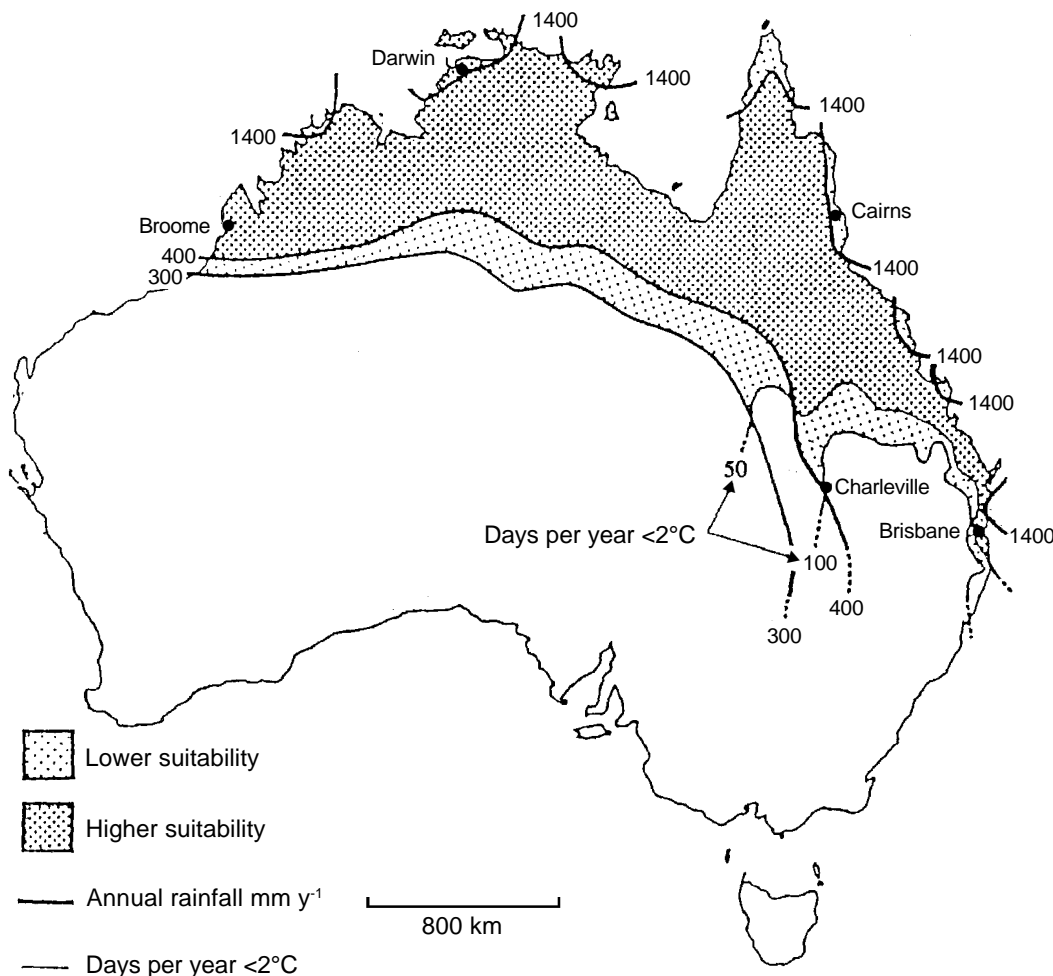 1400
Darwin
1400
1400
1400
Cairns
Broome
400
300
1400
1400
1400
50
Charleville
Days per year <2°C
Brisbane
1400
100
400
300
Lower suitability
Higher suitability
Annual rainfall mm y⁻¹
800 km
Days per year <2°C